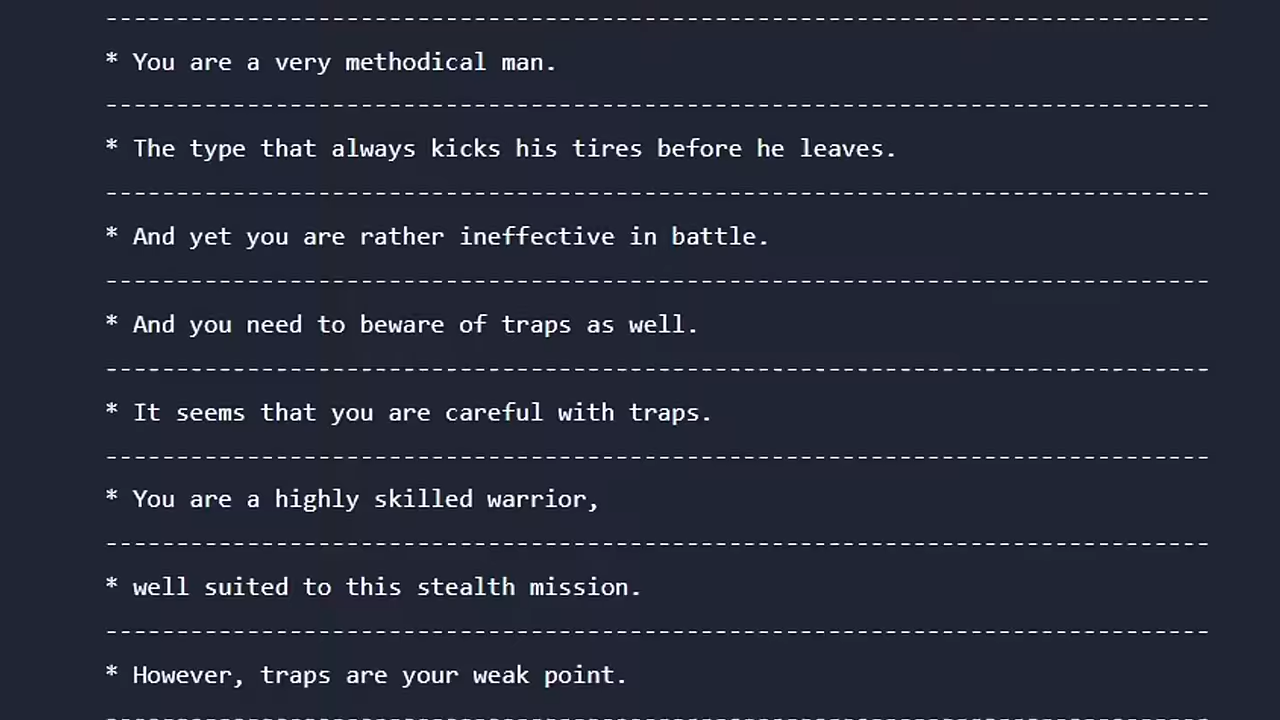 --------------------------------------------------------------------------------
* You are a very methodical man.
--------------------------------------------------------------------------------
* The type that always kicks his tires before he leaves.
--------------------------------------------------------------------------------
* And yet you are rather ineffective in battle.
--------------------------------------------------------------------------------
* And you need to beware of traps as well.
--------------------------------------------------------------------------------
* It seems that you are careful with traps.
--------------------------------------------------------------------------------
* You are a highly skilled warrior,
--------------------------------------------------------------------------------
* well suited to this stealth mission.
--------------------------------------------------------------------------------
* However, traps are your weak point.
--------------------------------------------------------------------------------